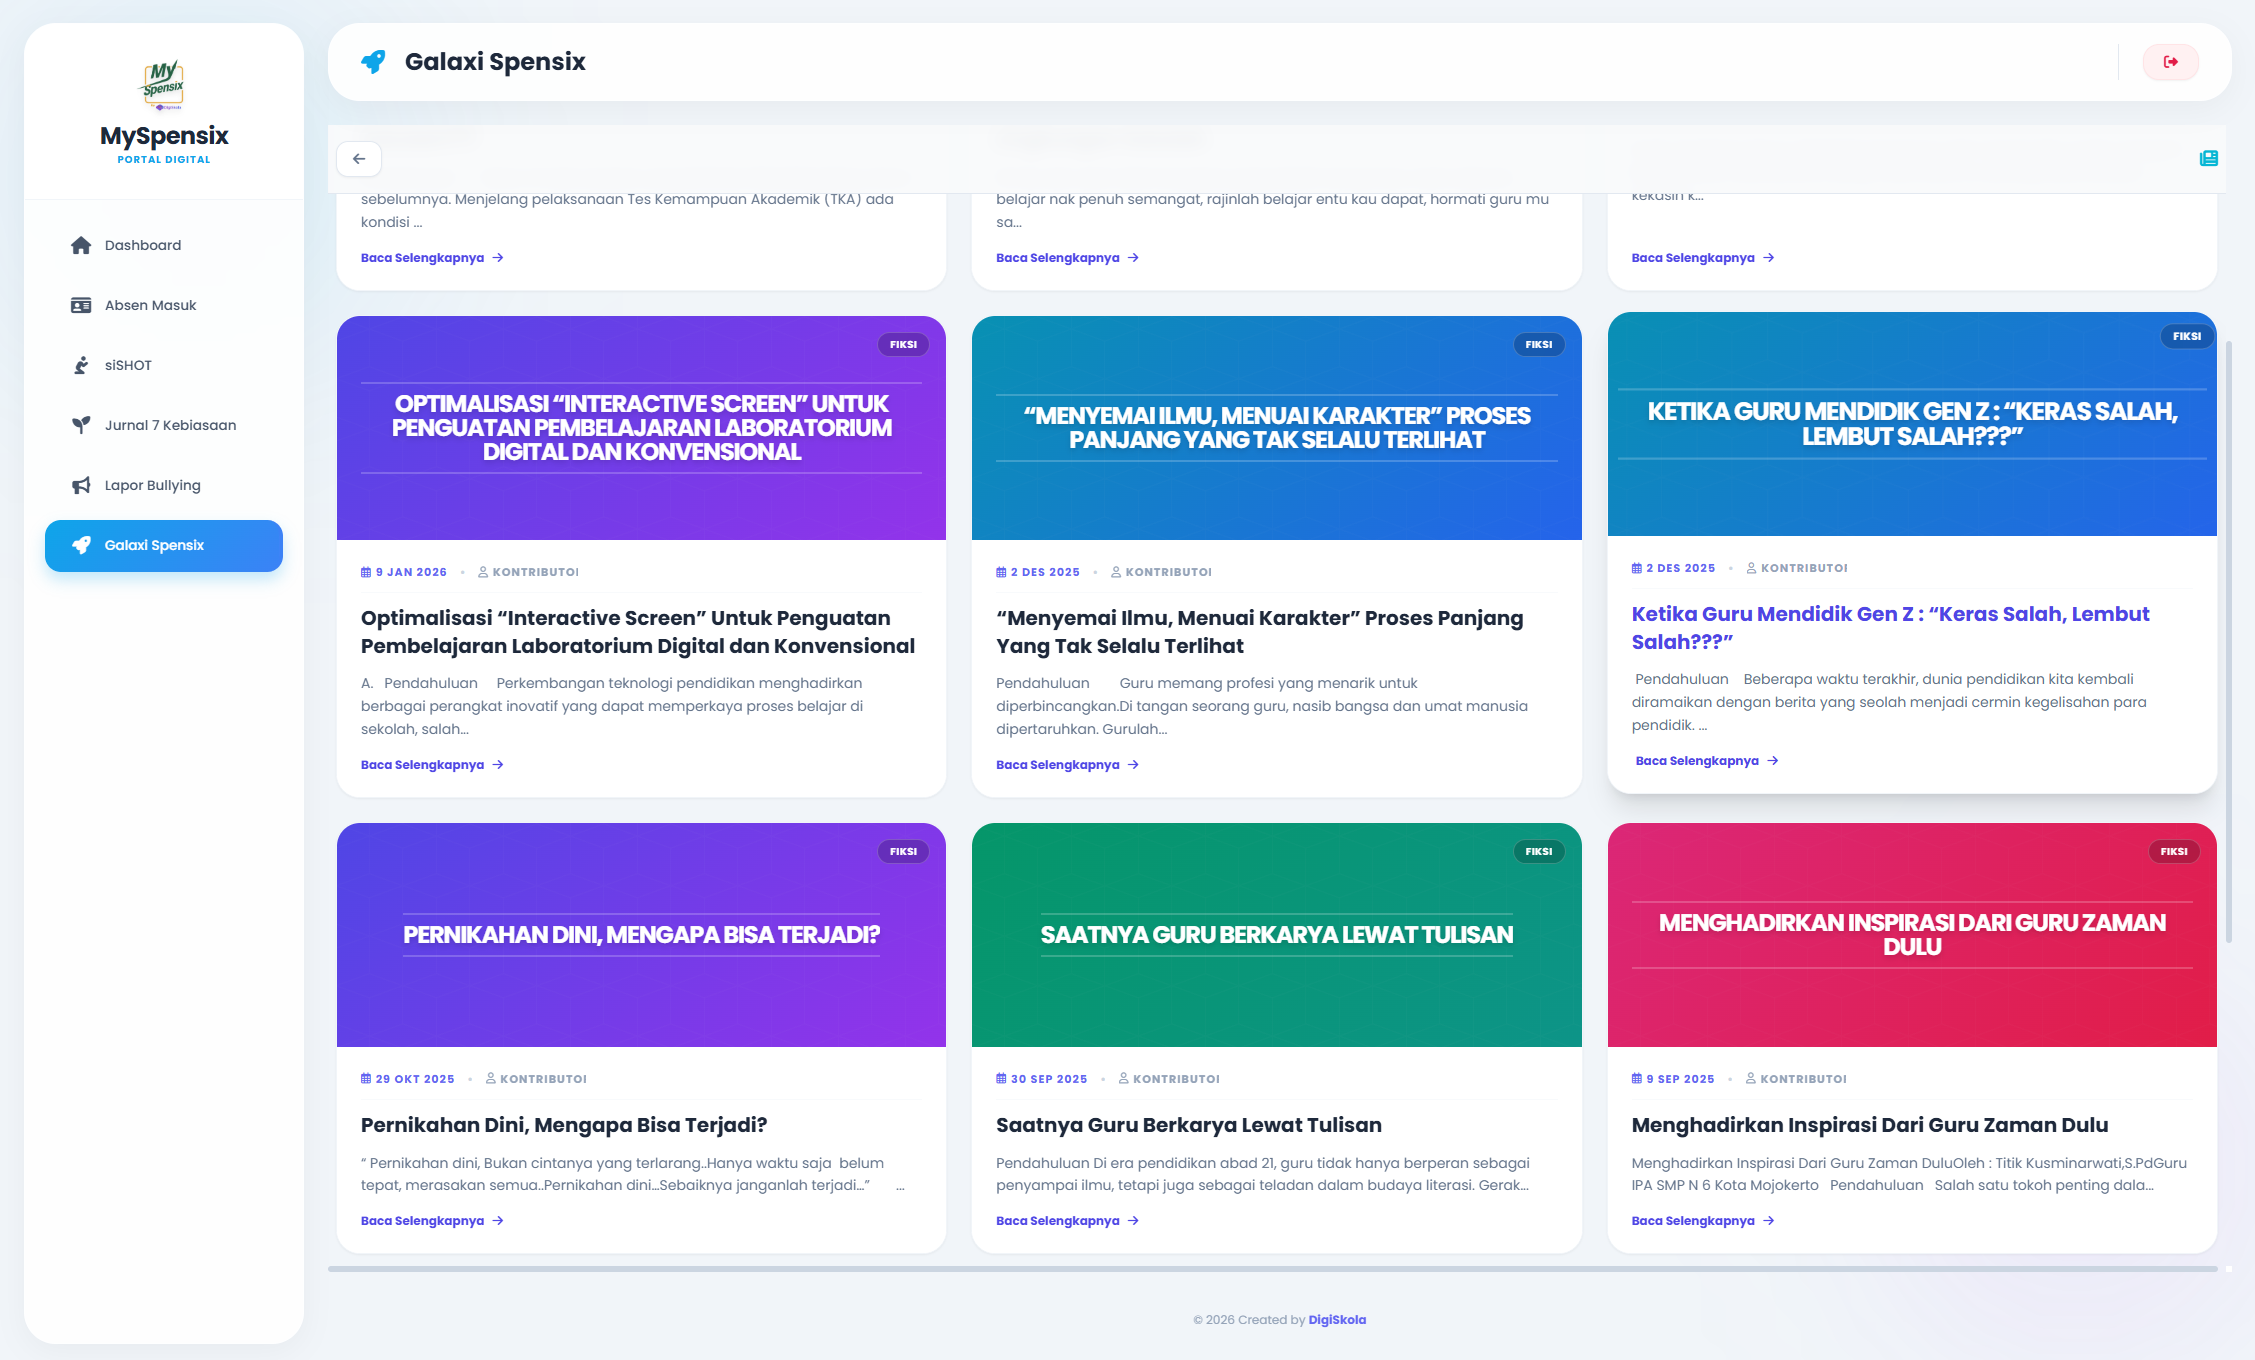 My
Spensix
MySpensix
PORTAL DIGITAL
Dashboard
Absen Masuk
siSHOT
Jurnal 7 Kebiasaan
Lapor Bullying
Galaxi Spensix
Galaxi Spensix
sebelumnya. Menjelang pelaksanaan Tes Kemampuan Akademik (TKA) ada
kondisi ...
Baca Selengkapnya →
belajar nak penuh semangat, rajinlah belajar entu kau dapat, hormati guru mu
sa...
Baca Selengkapnya →
kekasih k...
Baca Selengkapnya →
FIKSI
OPTIMALISASI “INTERACTIVE SCREEN” UNTUK
PENGUATAN PEMBELAJARAN LABORATORIUM
DIGITAL DAN KONVENSIONAL
9 JAN 2026 • KONTRIBUTOI
Optimalisasi “Interactive Screen” Untuk Penguatan
Pembelajaran Laboratorium Digital dan Konvensional
A. Pendahuluan Perkembangan teknologi pendidikan menghadirkan
berbagai perangkat inovatif yang dapat memperkaya proses belajar di
sekolah, salah...
Baca Selengkapnya →
FIKSI
“MENYEMAI ILMU, MENUAI KARAKTER” PROSES
PANJANG YANG TAK SELALU TERLIHAT
2 DES 2025 • KONTRIBUTOI
“Menyemai Ilmu, Menuai Karakter” Proses Panjang
Yang Tak Selalu Terlihat
Pendahuluan Guru memang profesi yang menarik untuk
diperbincangkan.Di tangan seorang guru, nasib bangsa dan umat manusia
dipertaruhkan. Gurulah...
Baca Selengkapnya →
FIKSI
KETIKA GURU MENDIDIK GEN Z : “KERAS SALAH,
LEMBUT SALAH???”
2 DES 2025 • KONTRIBUTOI
Ketika Guru Mendidik Gen Z : “Keras Salah, Lembut
Salah???”
Pendahuluan Beberapa waktu terakhir, dunia pendidikan kita kembali
diramaikan dengan berita yang seolah menjadi cermin kegelisahan para
pendidik. ...
Baca Selengkapnya →
FIKSI
PERNIKAHAN DINI, MENGAPA BISA TERJADI?
29 OKT 2025 • KONTRIBUTOI
Pernikahan Dini, Mengapa Bisa Terjadi?
“ Pernikahan dini, Bukan cintanya yang terlarang..Hanya waktu saja belum
tepat, merasakan semua..Pernikahan dini...Sebaiknya janganlah terjadi...” ...
Baca Selengkapnya →
FIKSI
SAATNYA GURU BERKARYA LEWAT TULISAN
30 SEP 2025 • KONTRIBUTOI
Saatnya Guru Berkarya Lewat Tulisan
Pendahuluan Di era pendidikan abad 21, guru tidak hanya berperan sebagai
penyampai ilmu, tetapi juga sebagai teladan dalam budaya literasi. Gerak...
Baca Selengkapnya →
FIKSI
MENGHADIRKAN INSPIRASI DARI GURU ZAMAN
DULU
9 SEP 2025 • KONTRIBUTOI
Menghadirkan Inspirasi Dari Guru Zaman Dulu
Menghadirkan Inspirasi Dari Guru Zaman DuluOleh : Titik Kusminarwati,S.PdGuru
IPA SMP N 6 Kota Mojokerto Pendahuluan Salah satu tokoh penting dala...
Baca Selengkapnya →
© 2026 Created by DigiSkola